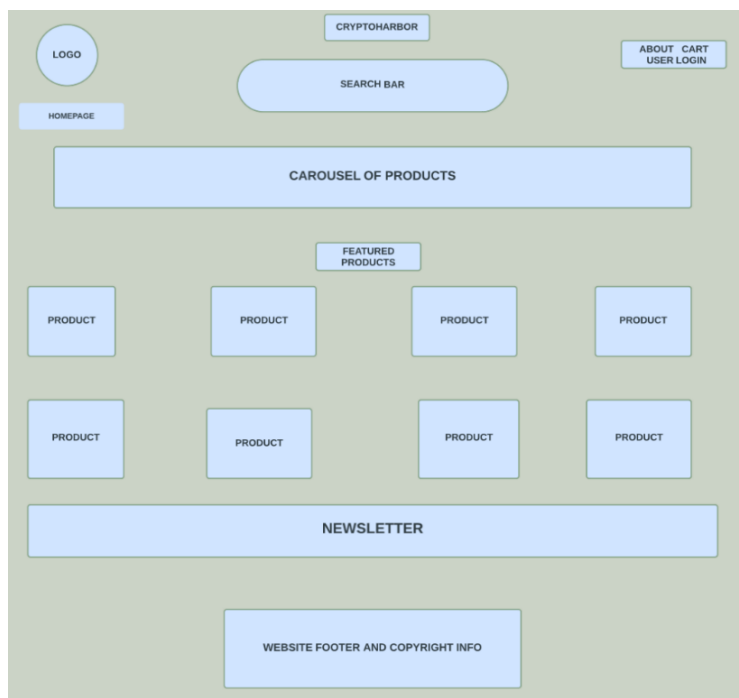 CRYPTOHARBOR
LOGO
ABOUT CART
USER LOGIN
SEARCH BAR
HOMEPAGE
CAROUSEL OF PRODUCTS
FEATURED
PRODUCTS
PRODUCT
PRODUCT
PRODUCT
PRODUCT
PRODUCT
PRODUCT
PRODUCT
PRODUCT
NEWSLETTER
WEBSITE FOOTER AND COPYRIGHT INFO